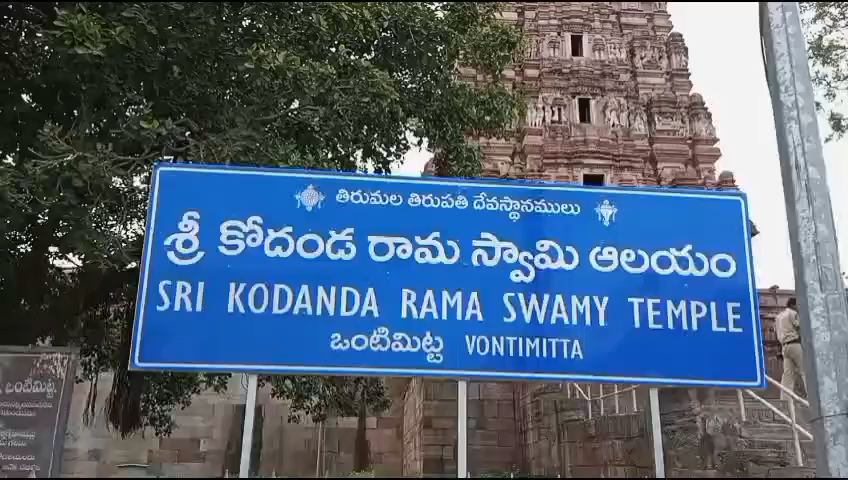 తిరుమల తిరుపతి దేవస్థానములు
శ్రీ కోదండ రామ స్వామి ఆలయం
SRI KODANDA RAMA SWAMY TEMPLE
ఒంటిమిట్ట VONTIMITTA
ఒంటిమిట్ట